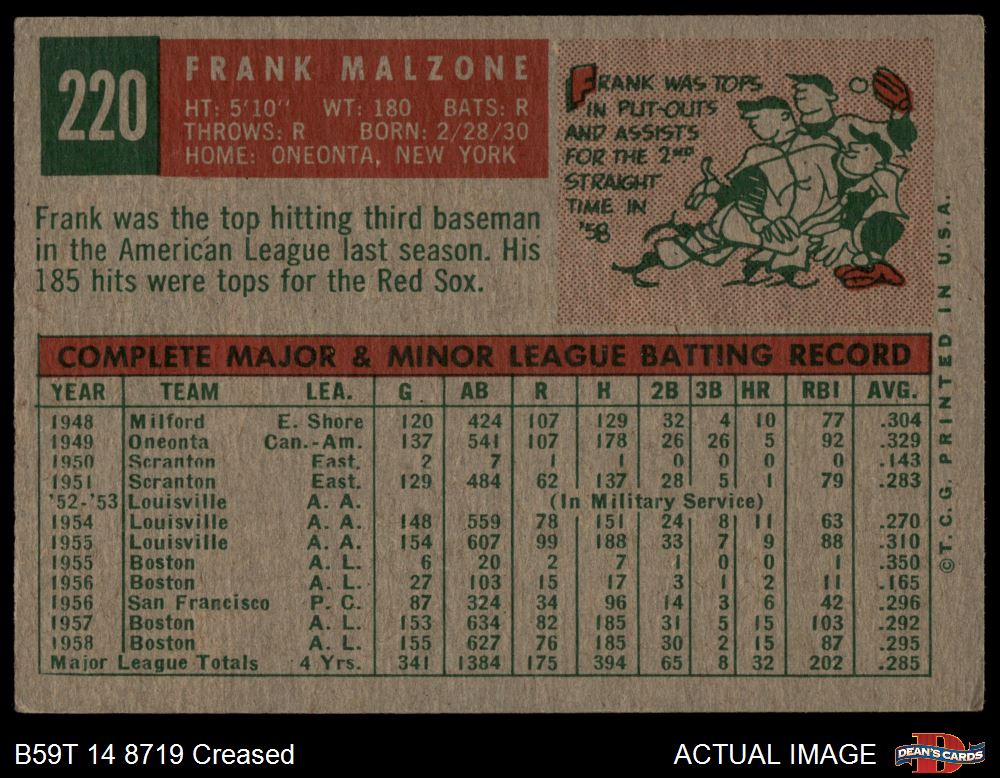 220
FRANK MALZONE
HT: 5'10" WT: 180 BATS: R
THROWS: R BORN: 2/28/30
HOME: ONEONTA, NEW YORK
FRANK WAS TOPS
IN PUT-OUTS
AND ASSISTS
FOR THE 2ND
STRAIGHT
TIME IN
'58
Frank was the top hitting third baseman
in the American League last season. His
185 hits were tops for the Red Sox.
COMPLETE MAJOR & MINOR LEAGUE BATTING RECORD
YEAR TEAM LEA. G AB R H 2B 3B HR RBI AVG.
1948 Milford E. Shore 120 424 107 129 32 4 10 77 .304
1949 Oneonta Can.-Am. 137 541 107 178 26 26 5 92 .329
1950 Scranton East. 2 7 1 1 0 0 0 0 .143
1951 Scranton East. 129 484 62 137 28 5 1 79 .283
'52-'53 Louisville A. A. (In Military Service)
1954 Louisville A. A. 148 559 78 151 24 8 11 63 .270
1955 Louisville A. A. 154 607 99 188 33 7 9 88 .310
1955 Boston A. L. 6 20 2 7 1 0 0 1 .350
1956 Boston A. L. 27 103 15 17 3 1 2 11 .165
1956 San Francisco P. C. 87 324 34 96 14 3 6 42 .296
1957 Boston A. L. 153 634 82 185 31 5 15 103 .292
1958 Boston A. L. 155 627 76 185 30 2 15 87 .295
Major League Totals 4 Yrs. 341 1384 175 394 65 8 32 202 .285
©T. C. G. PRINTED IN U.S.A.
B59T 14 8719 Creased
ACTUAL IMAGE
DEAN'S CARDS